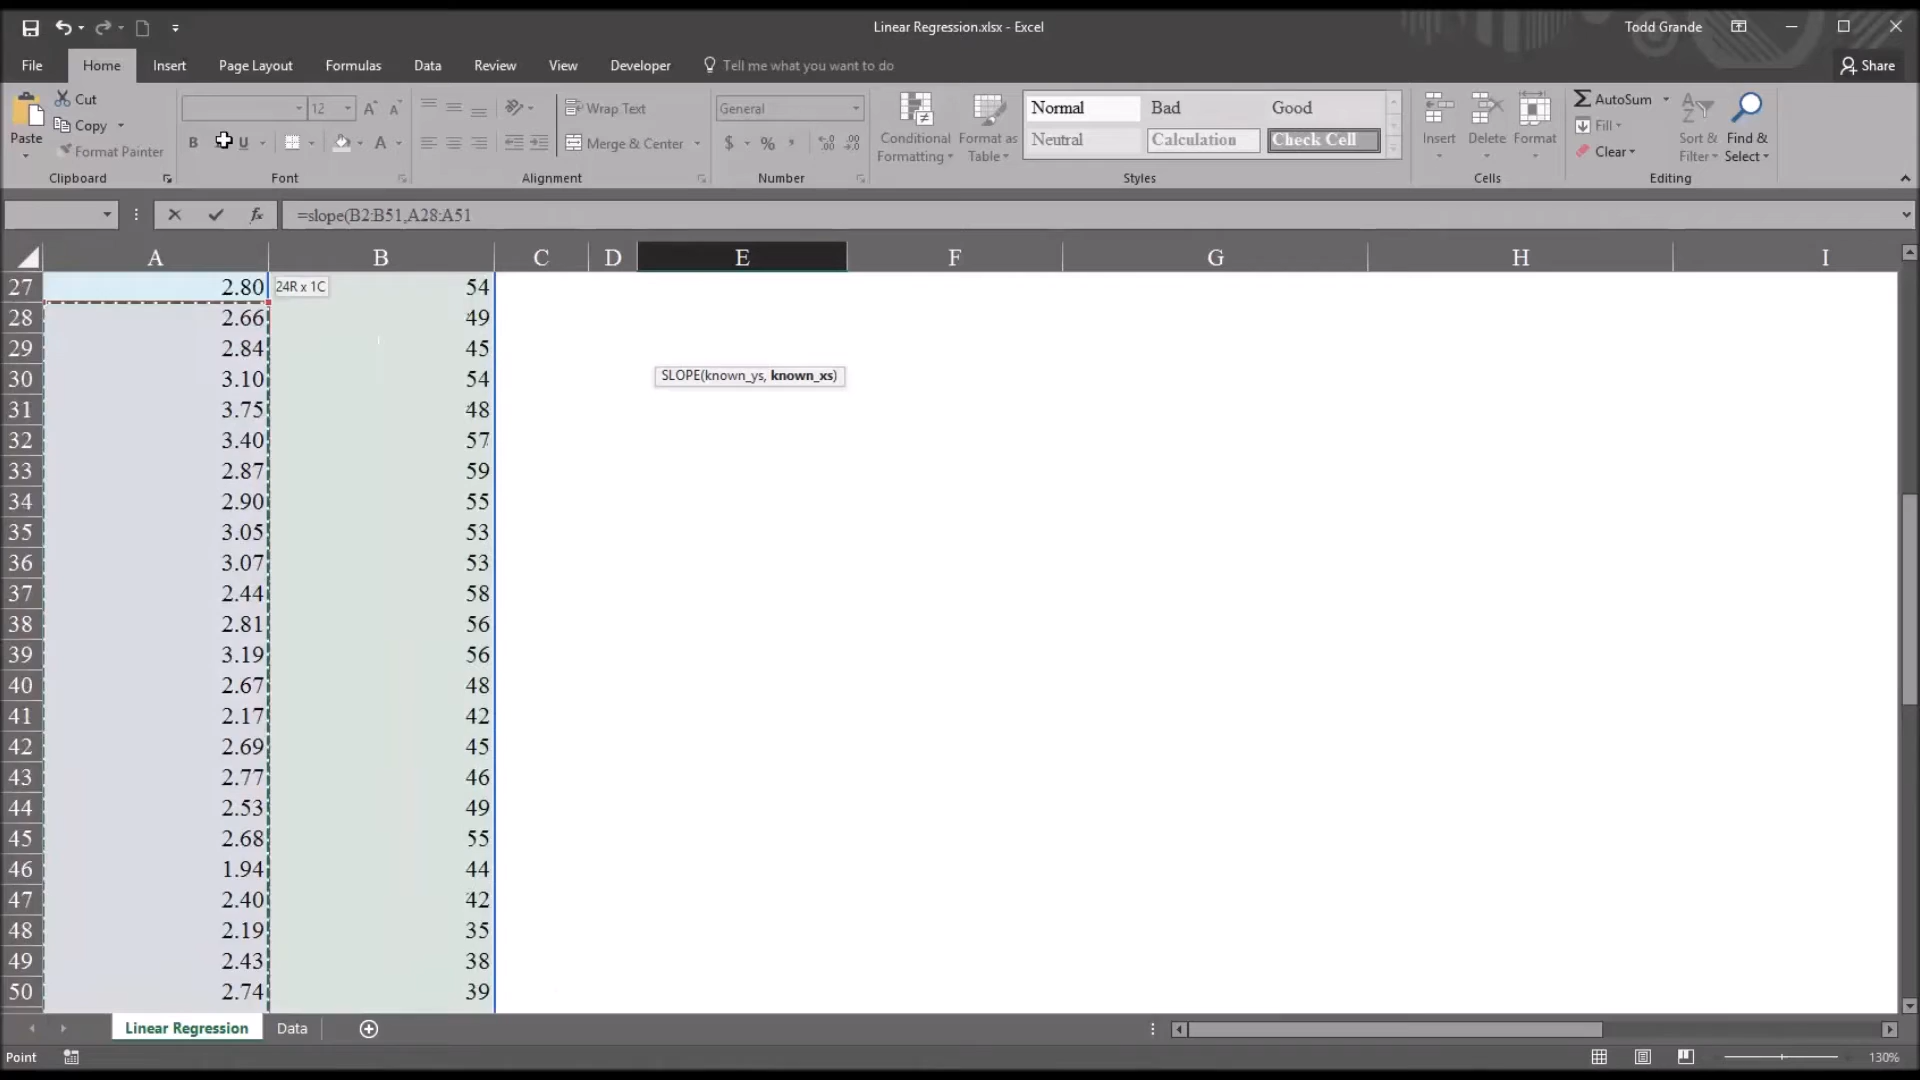 Linear Regression.xlsx - Excel
Todd Grande
File Home Insert Page Layout Formulas Data Review View Developer Tell me what you want to do Share
Paste
Cut
Copy
Format Painter
Clipboard
12
B U
Font
Wrap Text
Merge & Center
Alignment
General
$ %
Number
Conditional Formatting
Format as Table
Normal Bad Good
Neutral Calculation Check Cell
Styles
Insert Delete Format
Cells
AutoSum
Fill
Clear
Sort & Filter
Find & Select
Editing
fx =slope(B2:B51,A28:A51
A B C D E F G H I
27 2.80 24R x 1C 54
28 2.66 49
29 2.84 45
30 3.10 54
SLOPE(known_ys, known_xs)
31 3.75 48
32 3.40 57
33 2.87 59
34 2.90 55
35 3.05 53
36 3.07 53
37 2.44 58
38 2.81 56
39 3.19 56
40 2.67 48
41 2.17 42
42 2.69 45
43 2.77 46
44 2.53 49
45 2.68 55
46 1.94 44
47 2.40 42
48 2.19 35
49 2.43 38
50 2.74 39
Linear Regression Data
Point 130%